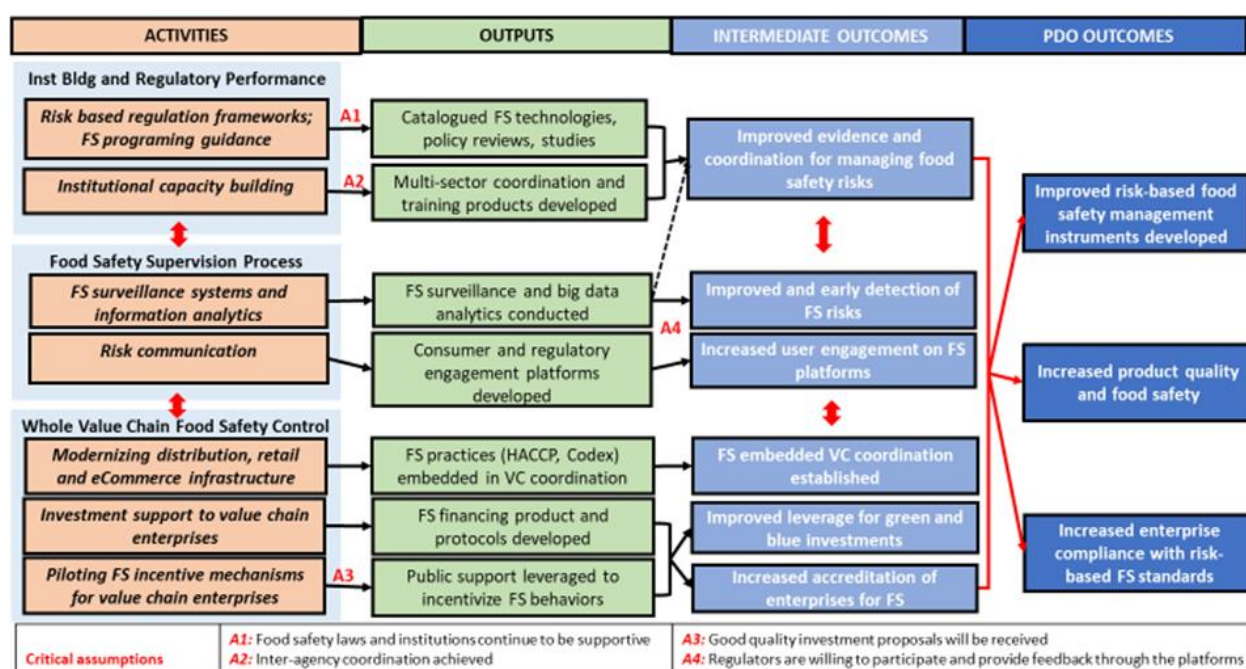 ACTIVITIES
OUTPUTS
INTERMEDIATE OUTCOMES
PDO OUTCOMES
Inst Bldg and Regulatory Performance
Risk based regulation frameworks;
FS programing guidance
A1
Catalogued FS technologies,
policy reviews, studies
Institutional capacity building
A2
Multi-sector coordination and
training products developed
Improved evidence and
coordination for managing food
safety risks
Improved risk-based food
safety management
instruments developed
Food Safety Supervision Process
FS surveillance systems and
information analytics
FS surveillance and big data
analytics conducted
Improved and early detection of
FS risks
A4
Risk communication
Consumer and regulatory
engagement platforms
developed
Increased user engagement on FS
platforms
Increased product quality
and food safety
Whole Value Chain Food Safety Control
Modernizing distribution, retail
and eCommerce infrastructure
FS practices (HACCP, Codex)
embedded in VC coordination
FS embedded VC coordination
established
Investment support to value chain
enterprises
FS financing product and
protocols developed
Improved leverage for green and
blue investments
Piloting FS incentive mechanisms
for value chain enterprises
A3
Public support leveraged to
incentivize FS behaviors
Increased accreditation of
enterprises for FS
Increased enterprise
compliance with risk-
based FS standards
Critical assumptions
A1: Food safety laws and institutions continue to be supportive
A2: Inter-agency coordination achieved
A3: Good quality investment proposals will be received
A4: Regulators are willing to participate and provide feedback through the platforms